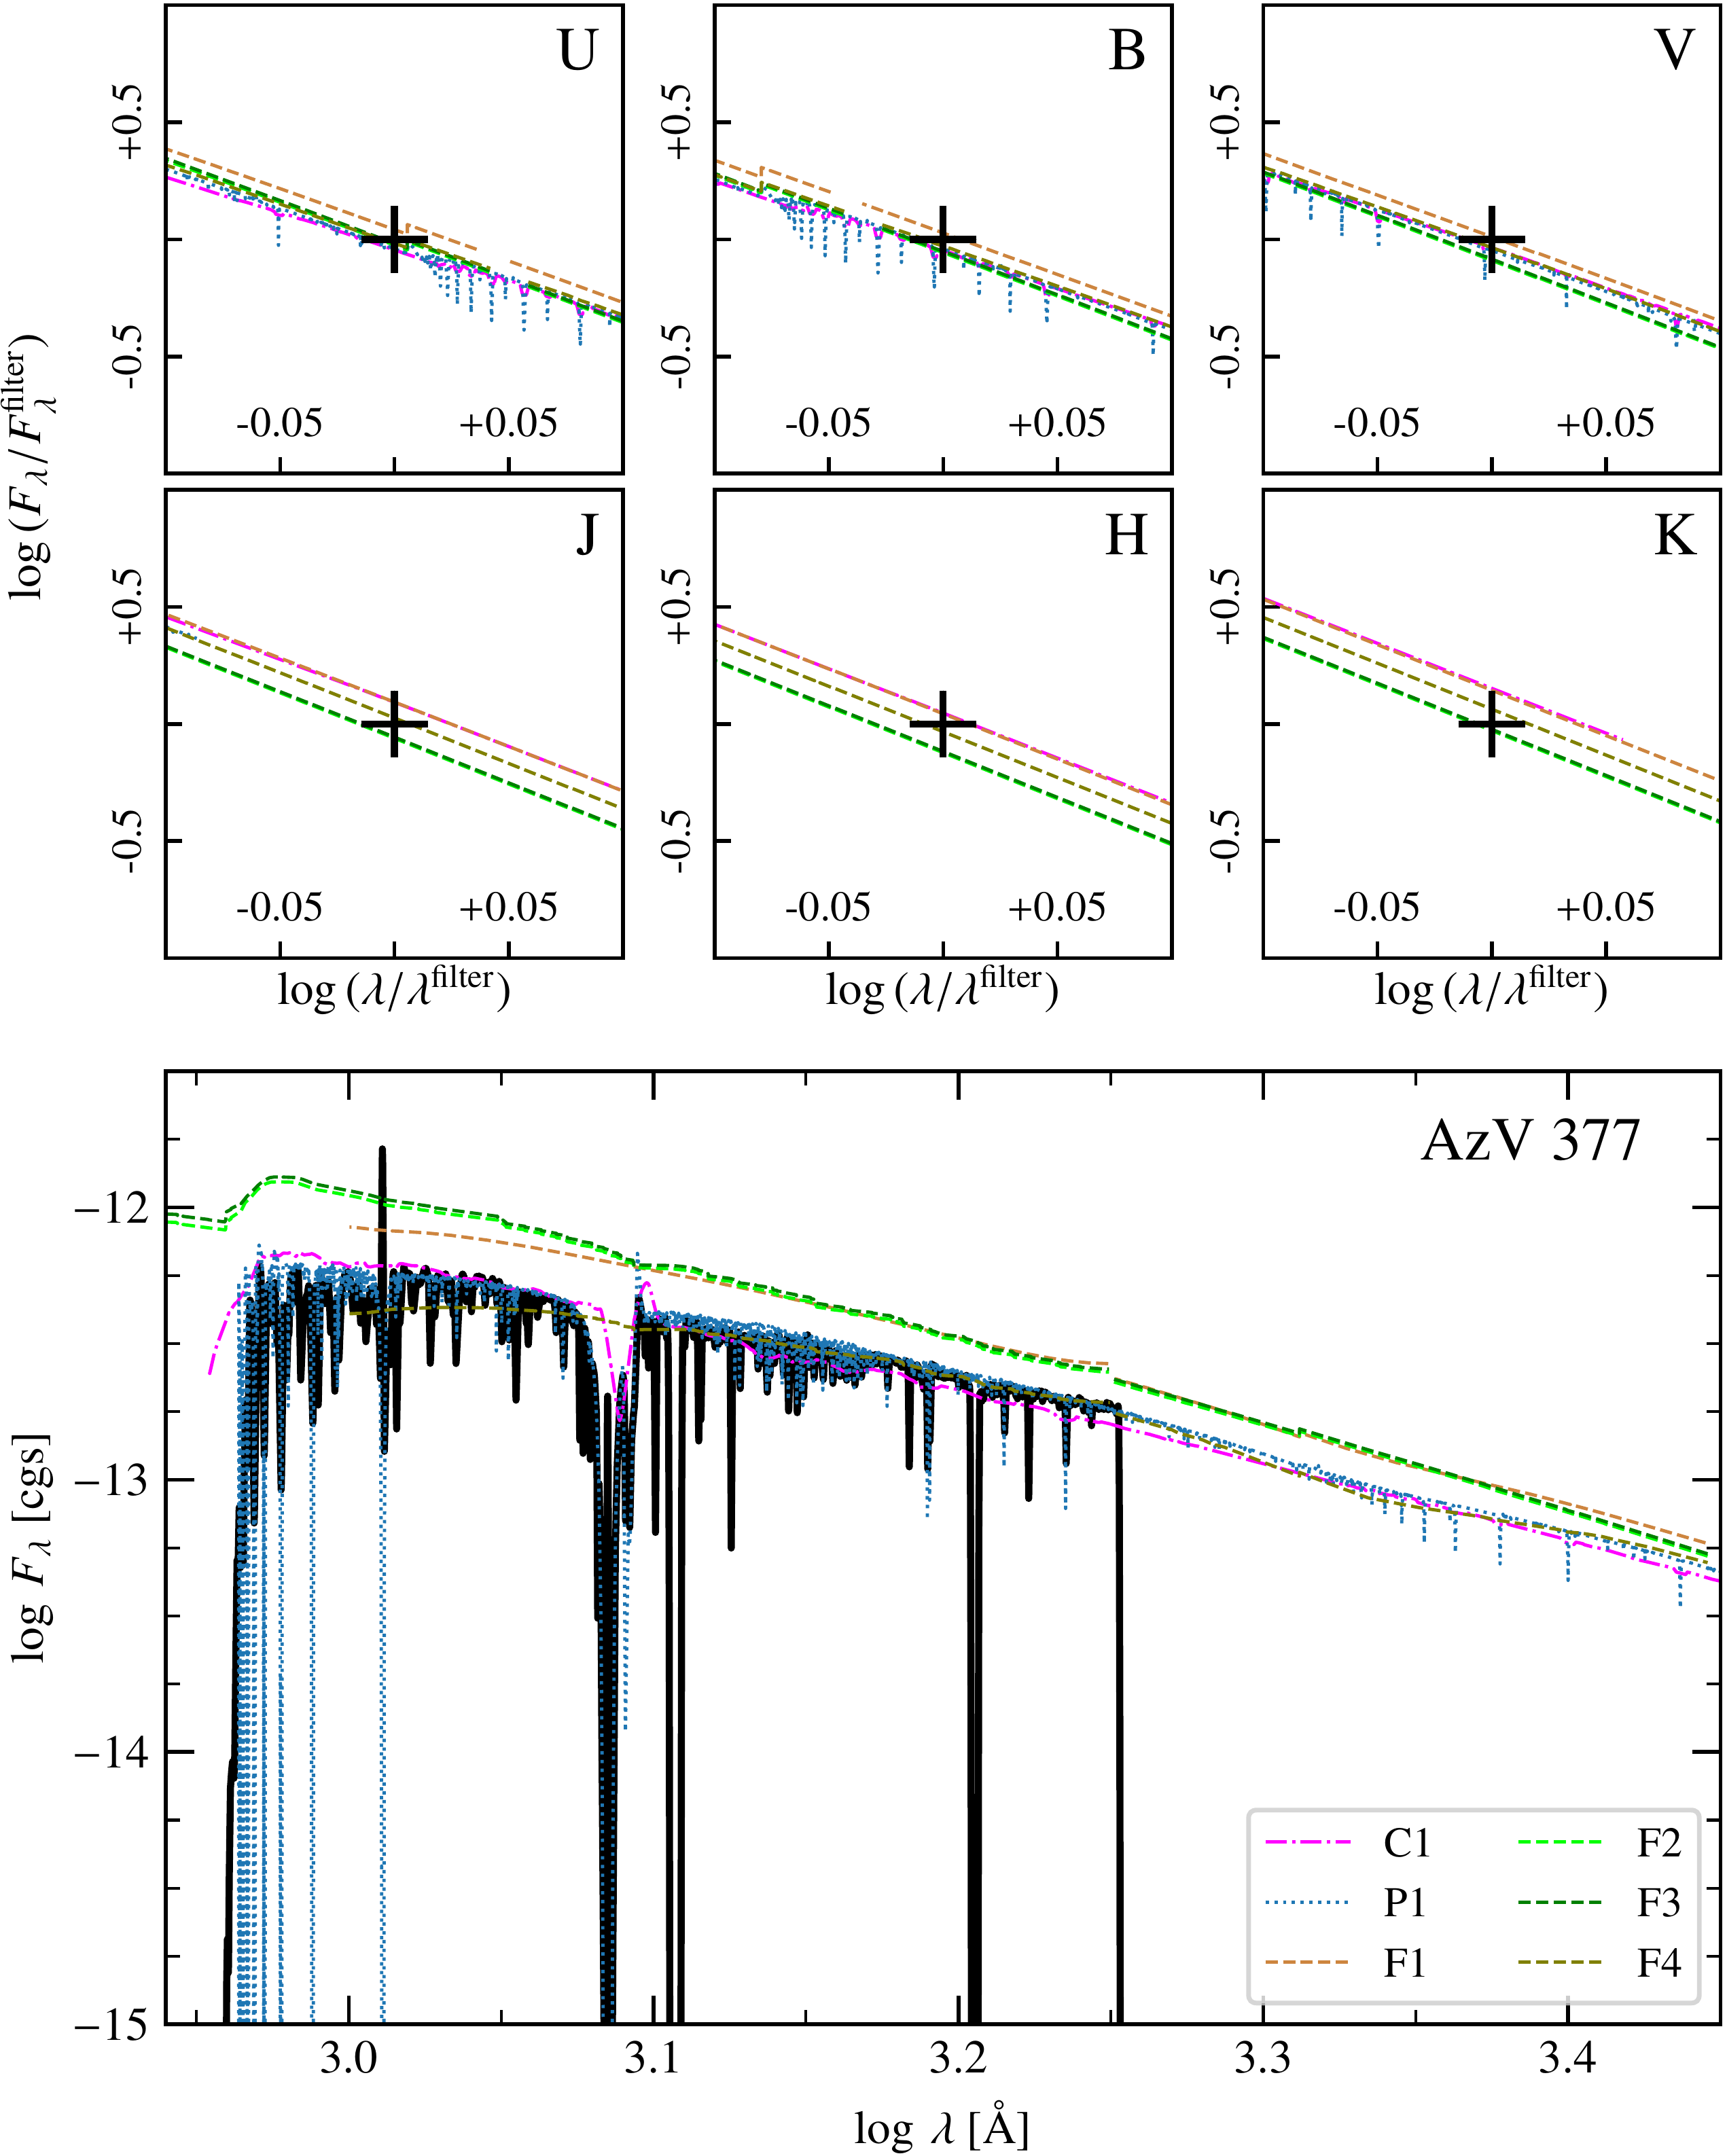 U
B
V
+0.5
-0.5
-0.05
+0.05
+0.5
-0.5
-0.05
+0.05
+0.5
-0.5
-0.05
+0.05
log (Fλ/Fλ^filter)
J
H
K
+0.5
-0.5
-0.05
+0.05
+0.5
-0.5
-0.05
+0.05
+0.5
-0.5
-0.05
+0.05
log (λ/λ^filter)
log (λ/λ^filter)
log (λ/λ^filter)
AzV 377
−12
−13
−14
−15
log Fλ [cgs]
C1
P1
F1
F2
F3
F4
3.0
3.1
3.2
3.3
3.4
log λ [Å]